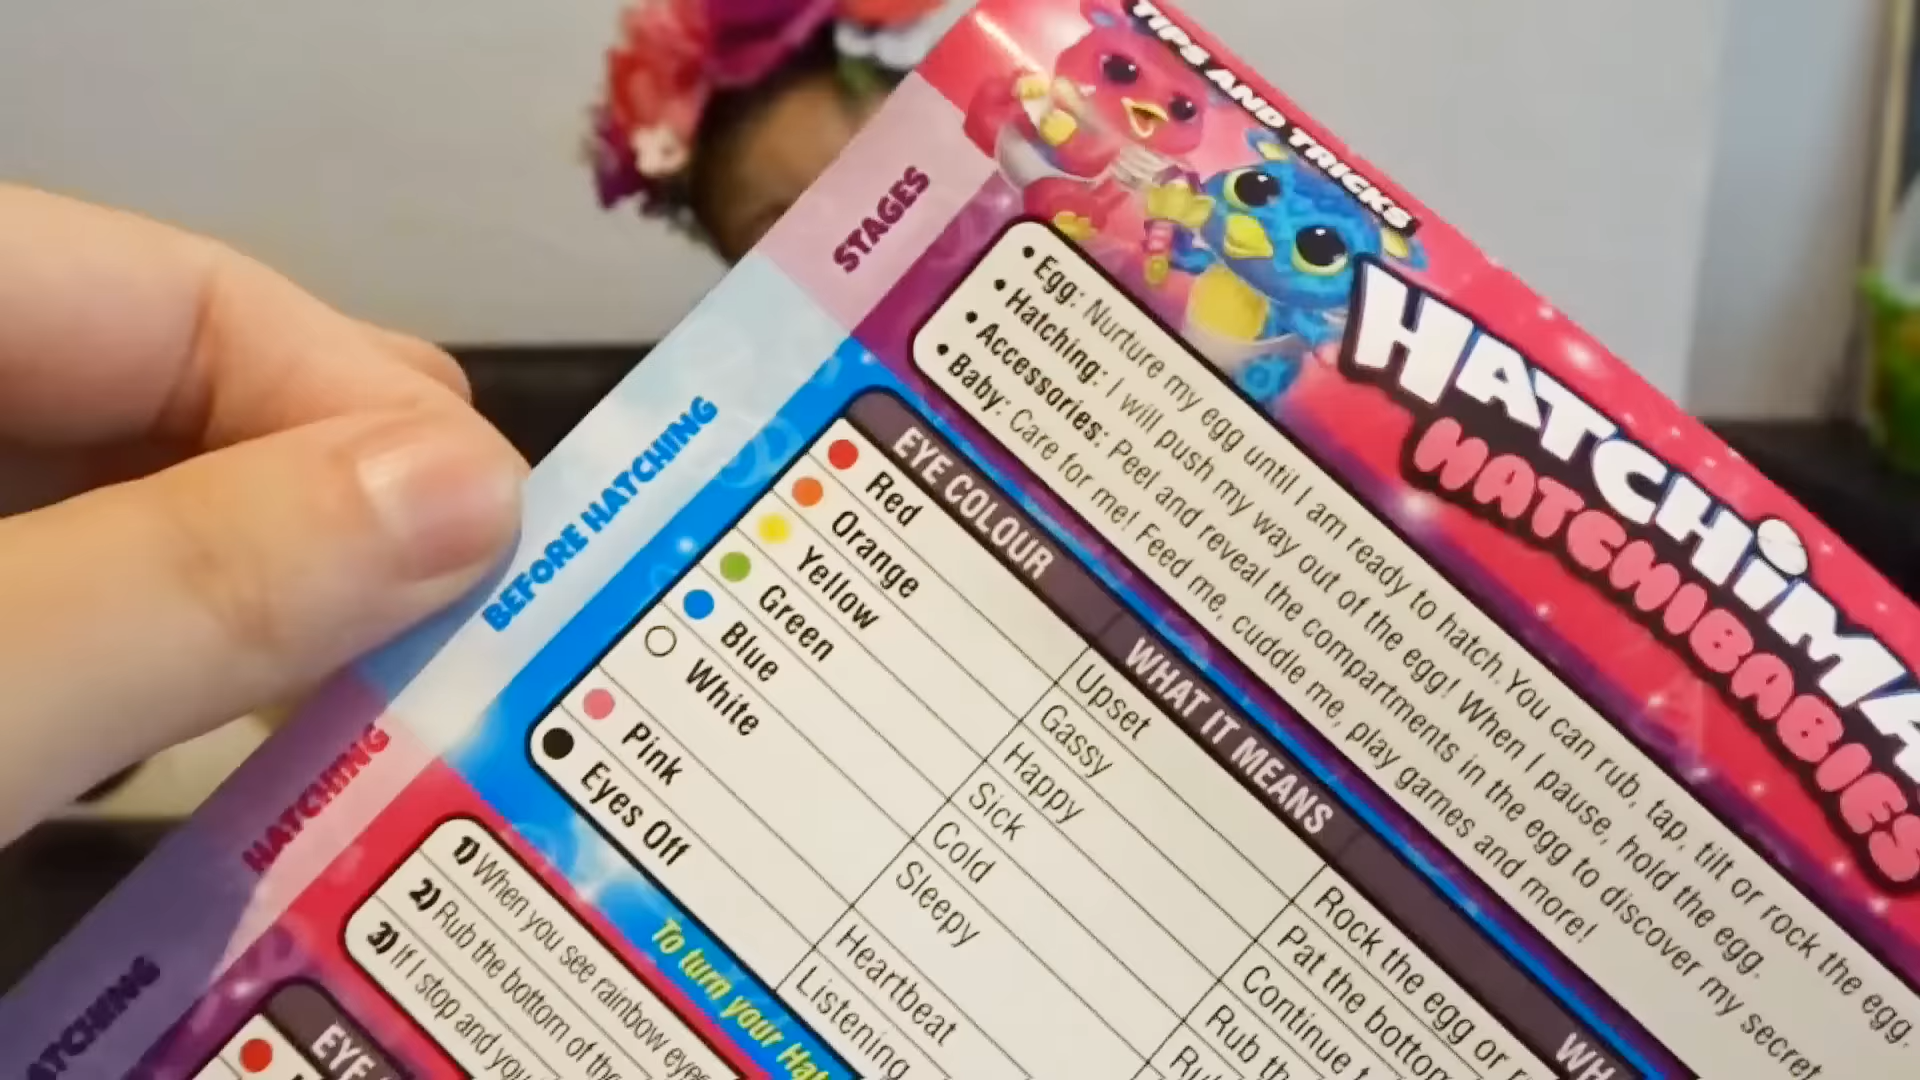 TIPS AND TRICKS
HATCHIMA
HATCHIBABIES
STAGES
• Egg: Nurture my egg until I am ready to hatch. You can rub, tap, tilt or rock the egg.
• Hatching: I will push my way out of the egg! When I pause, hold the egg.
• Accessories: Peel and reveal the compartments in the egg to discover my secret
• Baby: Care for me! Feed me, cuddle me, play games and more!
BEFORE HATCHING
EYE COLOUR WHAT IT MEANS WH
Red Upset Rock the egg or
Orange Gassy Pat the bottom
Yellow Happy Continue
Green Sick Rub th
Blue Cold
White Sleepy
Pink Heartbeat
Eyes Off Listening
To turn your Hat
HATCHING
1) When you see rainbow eyes
2) Rub the bottom of the
3) If I stop and you
ATCHING
EYE